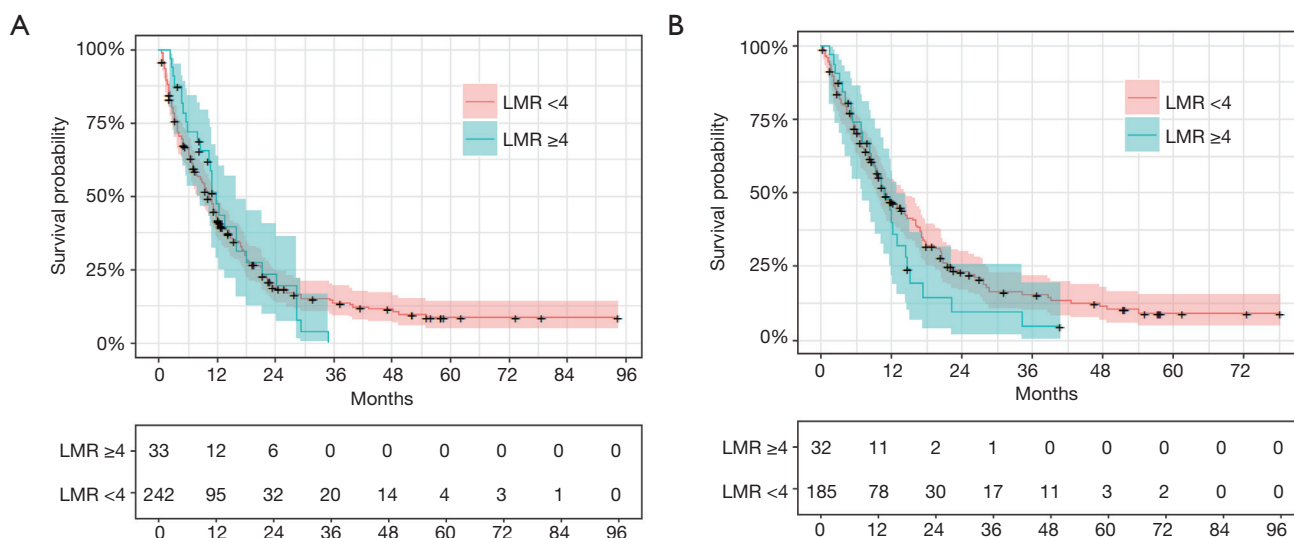 A
B
100%
75%
50%
25%
0%
Survival probability
LMR <4
LMR ≥4
0 12 24 36 48 60 72 84 96
Months
LMR ≥4 33 12 6 0 0 0 0 0 0
LMR <4 242 95 32 20 14 4 3 1 0
0 12 24 36 48 60 72 84 96
100%
75%
50%
25%
0%
Survival probability
LMR <4
LMR ≥4
0 12 24 36 48 60 72
Months
LMR ≥4 32 11 2 1 0 0 0 0 0
LMR <4 185 78 30 17 11 3 2 0 0
0 12 24 36 48 60 72 84 96